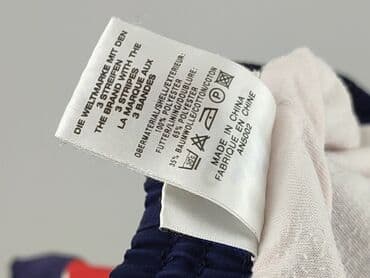 DIE WELTMARKE MIT DEN
3 STREIFEN
THE BRAND WITH THE
3 STRIPES
LA MARQUE AUX
3 BANDES
OBERMATERIAL/SHELL/EXTERIEUR:
100% POLYESTER
FUTTER/LINING/DOUBLURE:
65% POLYESTER
35% BAUMWOLLE/COTTON/COTON
MADE IN CHINA
FABRIQUE EN CHINE
AN5002